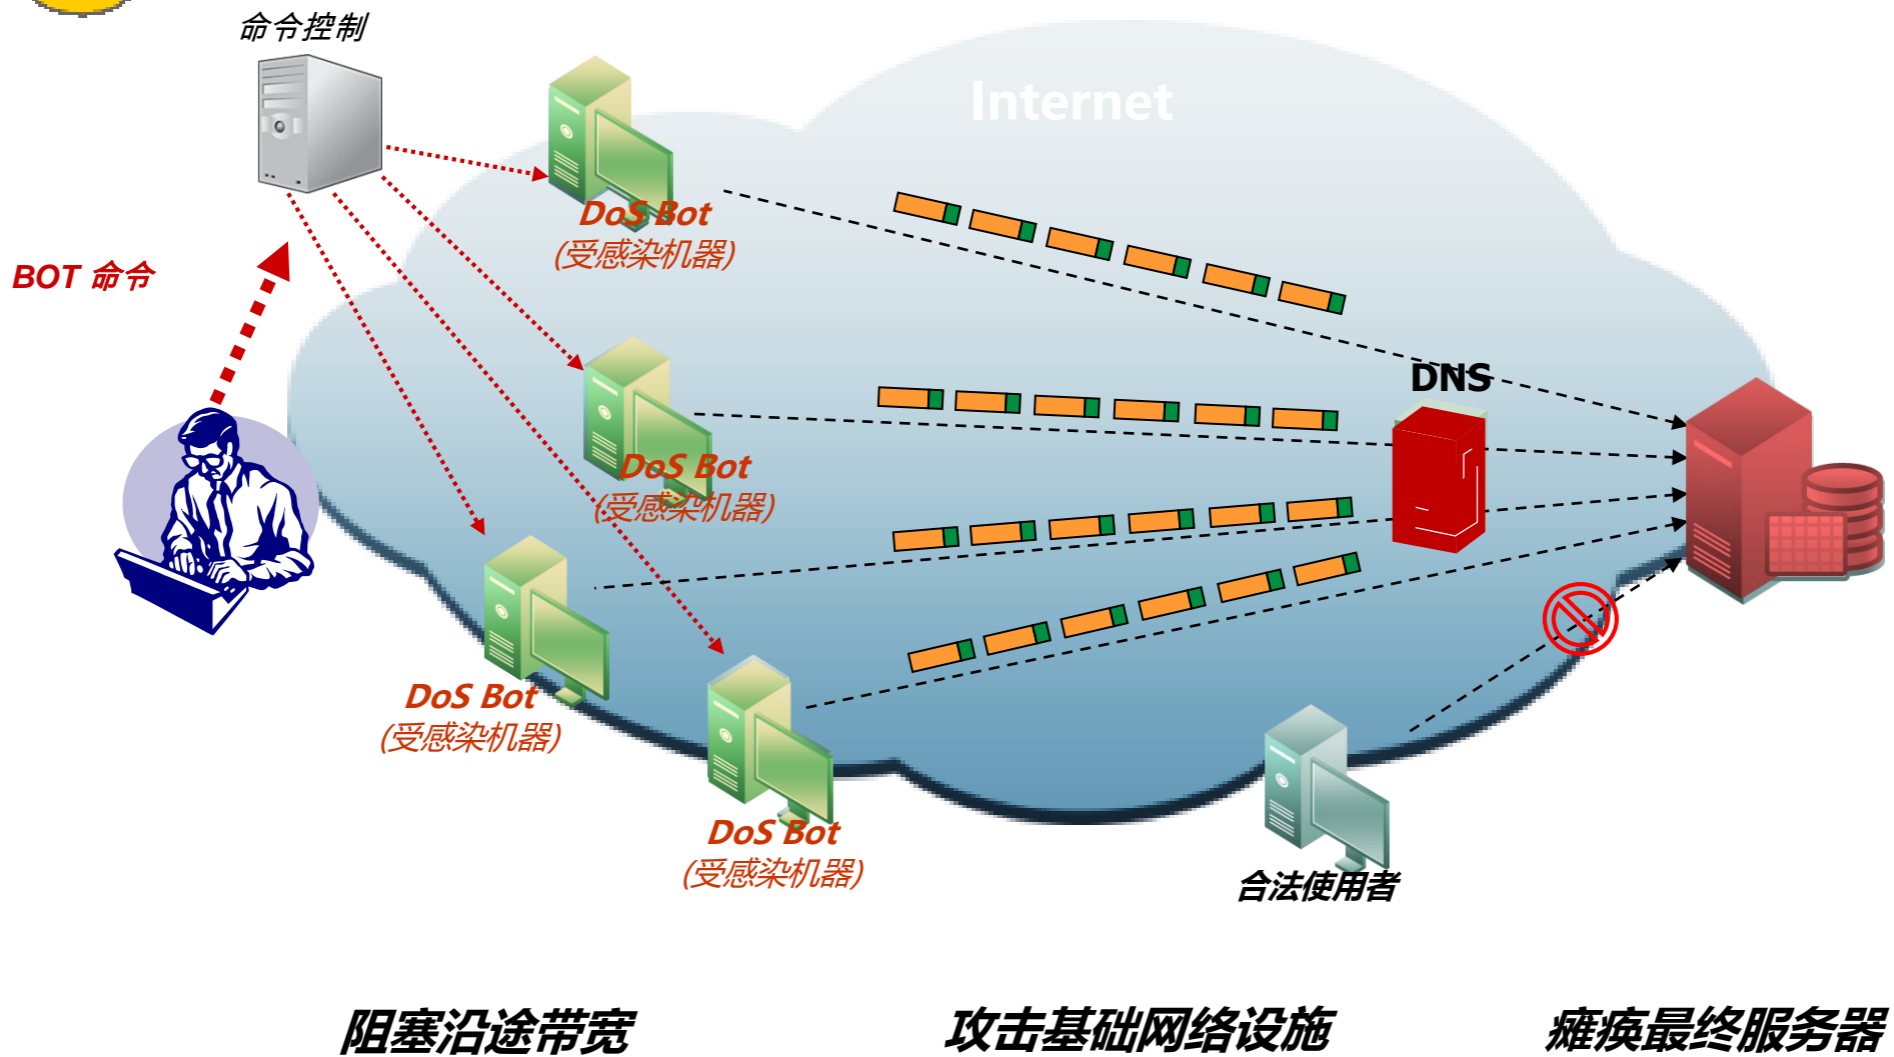 命令控制
Internet
DoS Bot
(受感染机器)
BOT 命令
DNS
DoS Bot
(受感染机器)
DoS Bot
(受感染机器)
DoS Bot
(受感染机器)
合法使用者
阻塞沿途带宽
攻击基础网络设施
瘫痪最终服务器